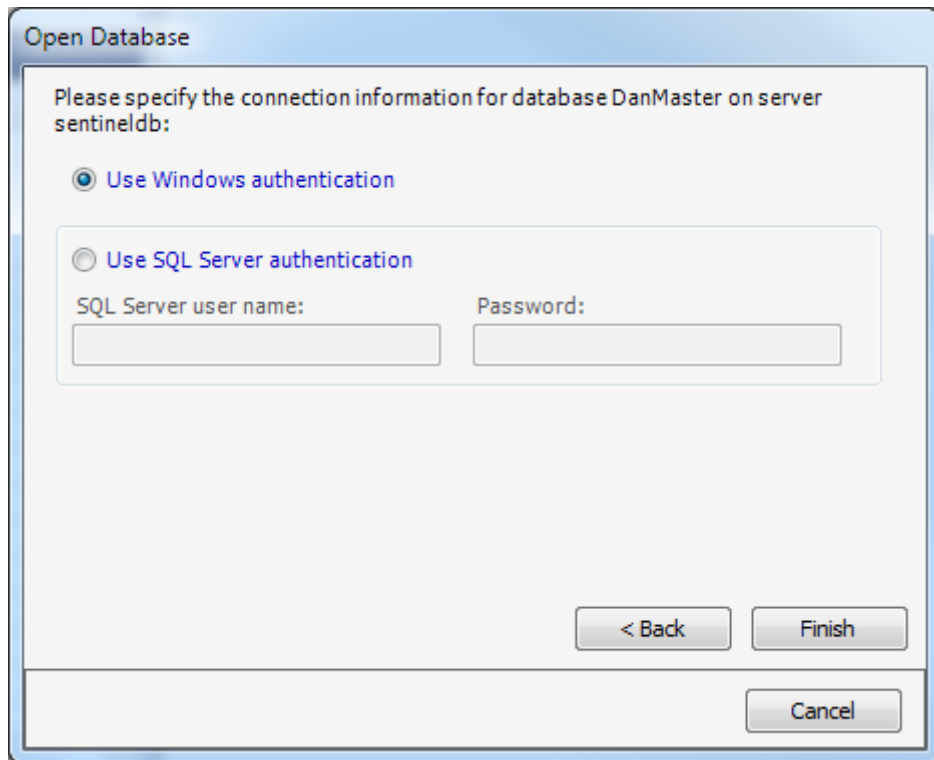 Open Database
Please specify the connection information for database DanMaster on server
sentineldb:
Use Windows authentication
Use SQL Server authentication
SQL Server user name: Password:
< Back Finish
Cancel